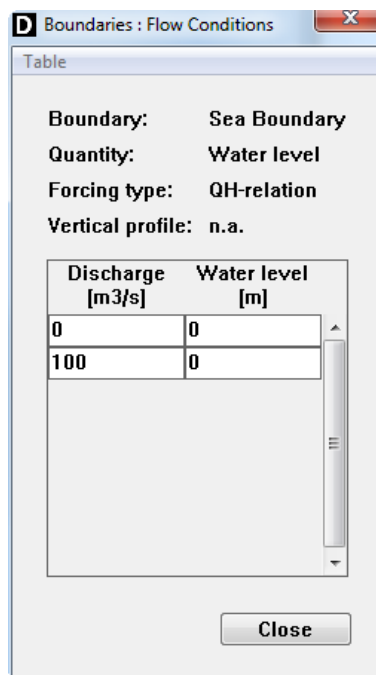 D Boundaries : Flow Conditions X
Table
Boundary: Sea Boundary
Quantity: Water level
Forcing type: QH-relation
Vertical profile: n.a.
Discharge Water level
[m3/s] [m]
0 0
100 0
Close